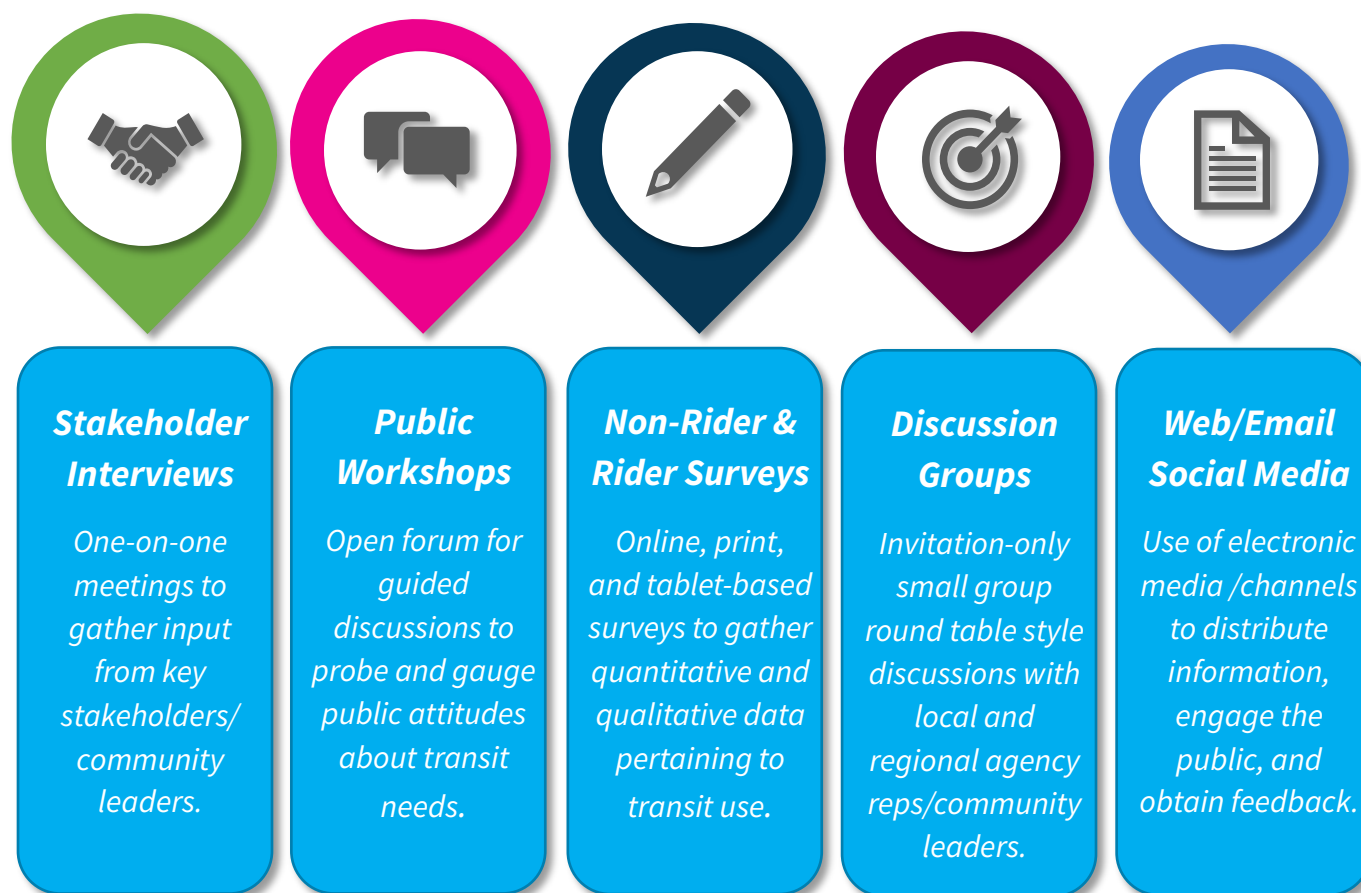 Stakeholder
Interviews
One-on-one
meetings to
gather input
from key
stakeholders/
community
leaders.
Public
Workshops
Open forum for
guided
discussions to
probe and gauge
public attitudes
about transit
needs.
Non-Rider &
Rider Surveys
Online, print,
and tablet-based
surveys to gather
quantitative and
qualitative data
pertaining to
transit use.
Discussion
Groups
Invitation-only
small group
round table style
discussions with
local and
regional agency
reps/community
leaders.
Web/Email
Social Media
Use of electronic
media /channels
to distribute
information,
engage the
public, and
obtain feedback.